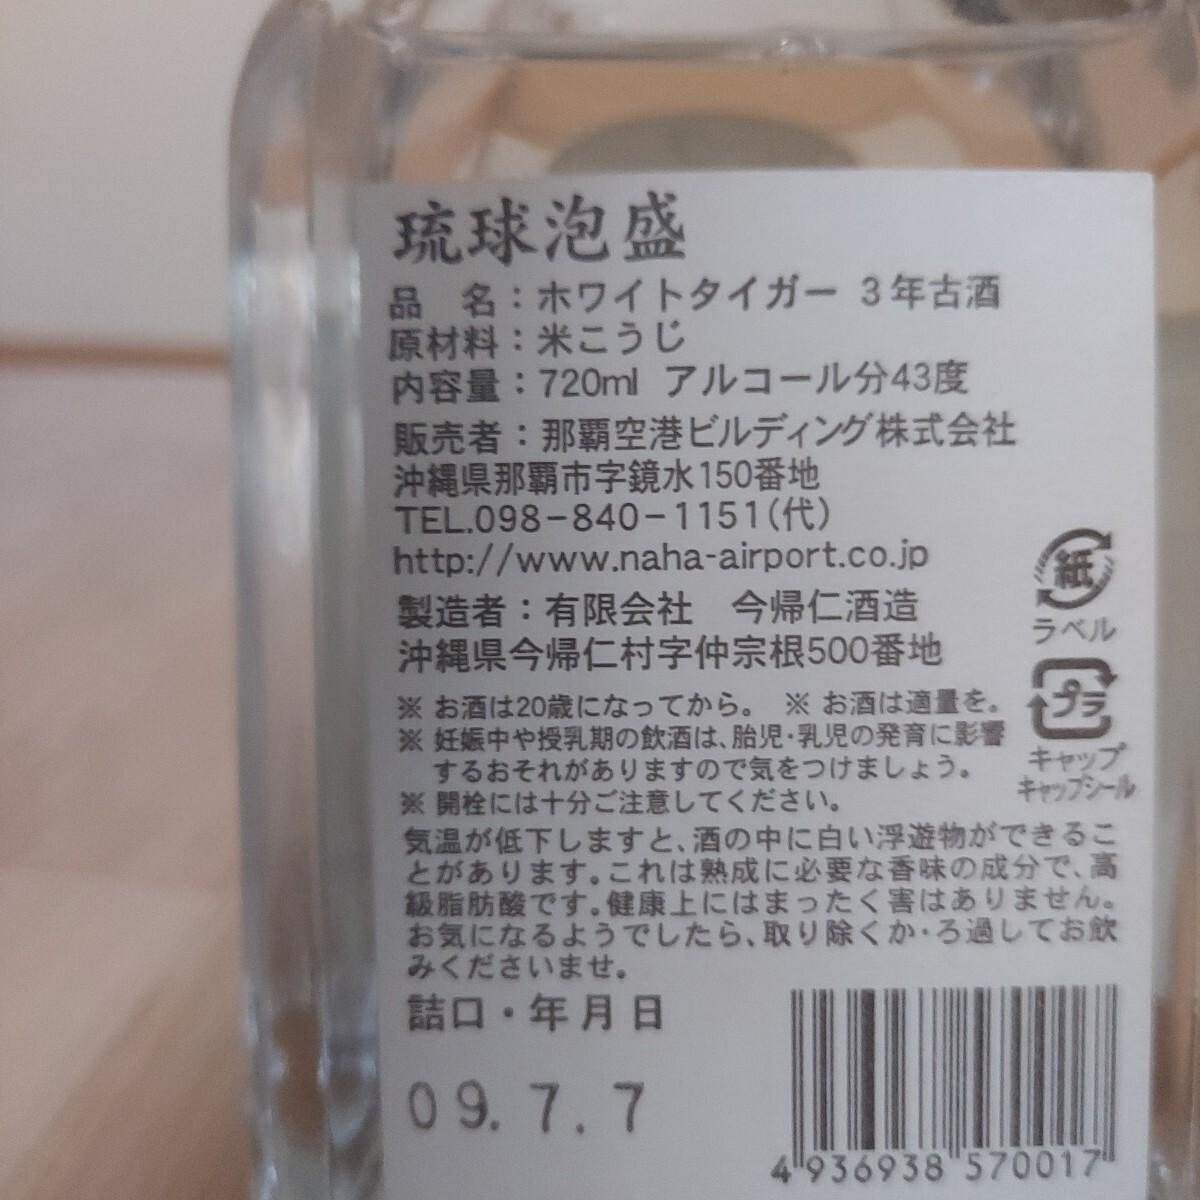 琉球泡盛
品　名：ホワイトタイガー ３年古酒
原材料：米こうじ
内容量：720ml アルコール分43度
販売者：那覇空港ビルディング株式会社
沖縄県那覇市字鏡水150番地
TEL.098−840−1151(代)
http://www.naha-airport.co.jp
製造者：有限会社　今帰仁酒造
沖縄県今帰仁村字仲宗根500番地
紙
ラベル
プラ
キャップ
キャップシール
※ お酒は20歳になってから。 ※ お酒は適量を。
※ 妊娠中や授乳期の飲酒は、胎児・乳児の発育に影響
するおそれがありますので気をつけましょう。
※ 開栓には十分ご注意してください。
気温が低下しますと、酒の中に白い浮遊物ができるこ
とがあります。これは熟成に必要な香味の成分で、高
級脂肪酸です。健康上にはまったく害はありません。
お気になるようでしたら、取り除くか・ろ過してお飲
みくださいませ。
詰口・年月日
09.7.7
4 936938 570017